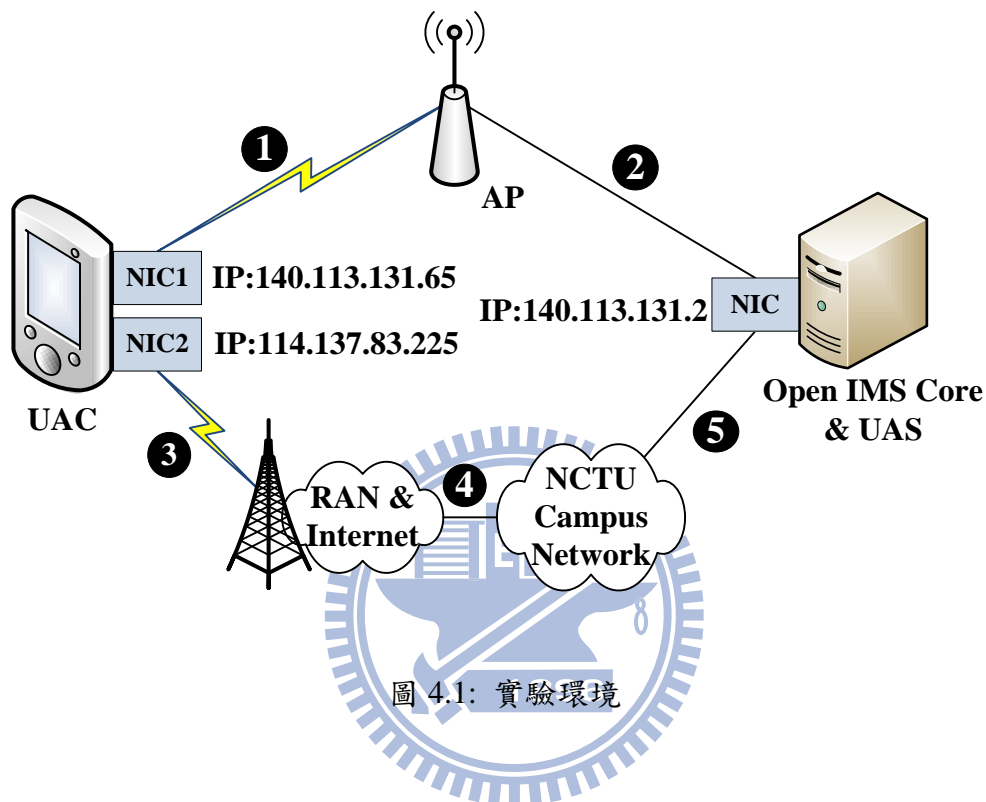 1
2
AP
NIC1
IP:140.113.131.65
IP:140.113.131.2
NIC
NIC2
IP:114.137.83.225
UAC
Open IMS Core
& UAS
3
RAN &
Internet
4
NCTU
Campus
Network
5
圖 4.1: 實驗環境